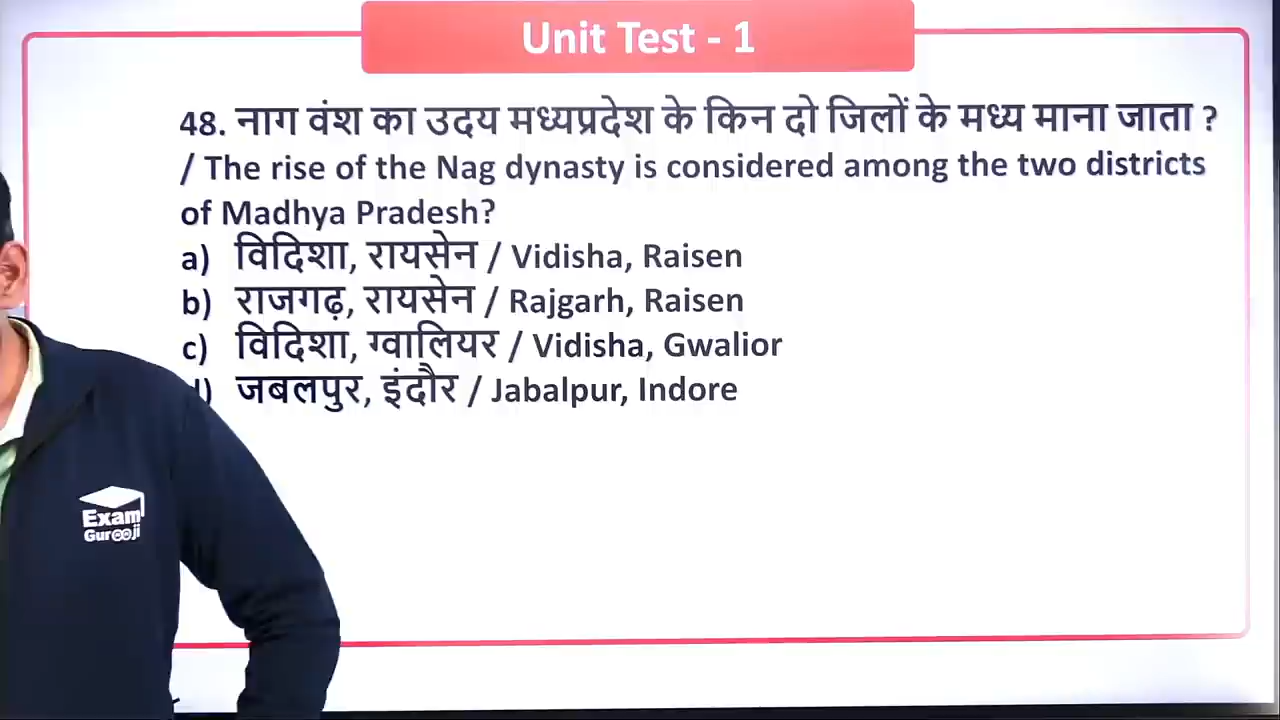 Unit Test - 1
48. नाग वंश का उदय मध्यप्रदेश के किन दो जिलों के मध्य माना जाता ?
/ The rise of the Nag dynasty is considered among the two districts
of Madhya Pradesh?
a) विदिशा, रायसेन / Vidisha, Raisen
b) राजगढ़, रायसेन / Rajgarh, Raisen
c) विदिशा, ग्वालियर / Vidisha, Gwalior
) जबलपुर, इंदौर / Jabalpur, Indore
Exam
Gurooji